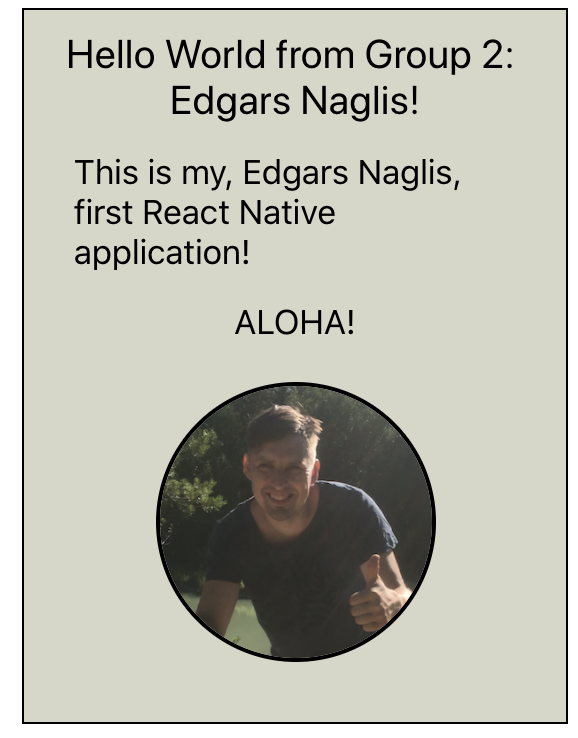 Hello World from Group 2:
Edgars Naglis!
This is my, Edgars Naglis,
first React Native
application!
ALOHA!